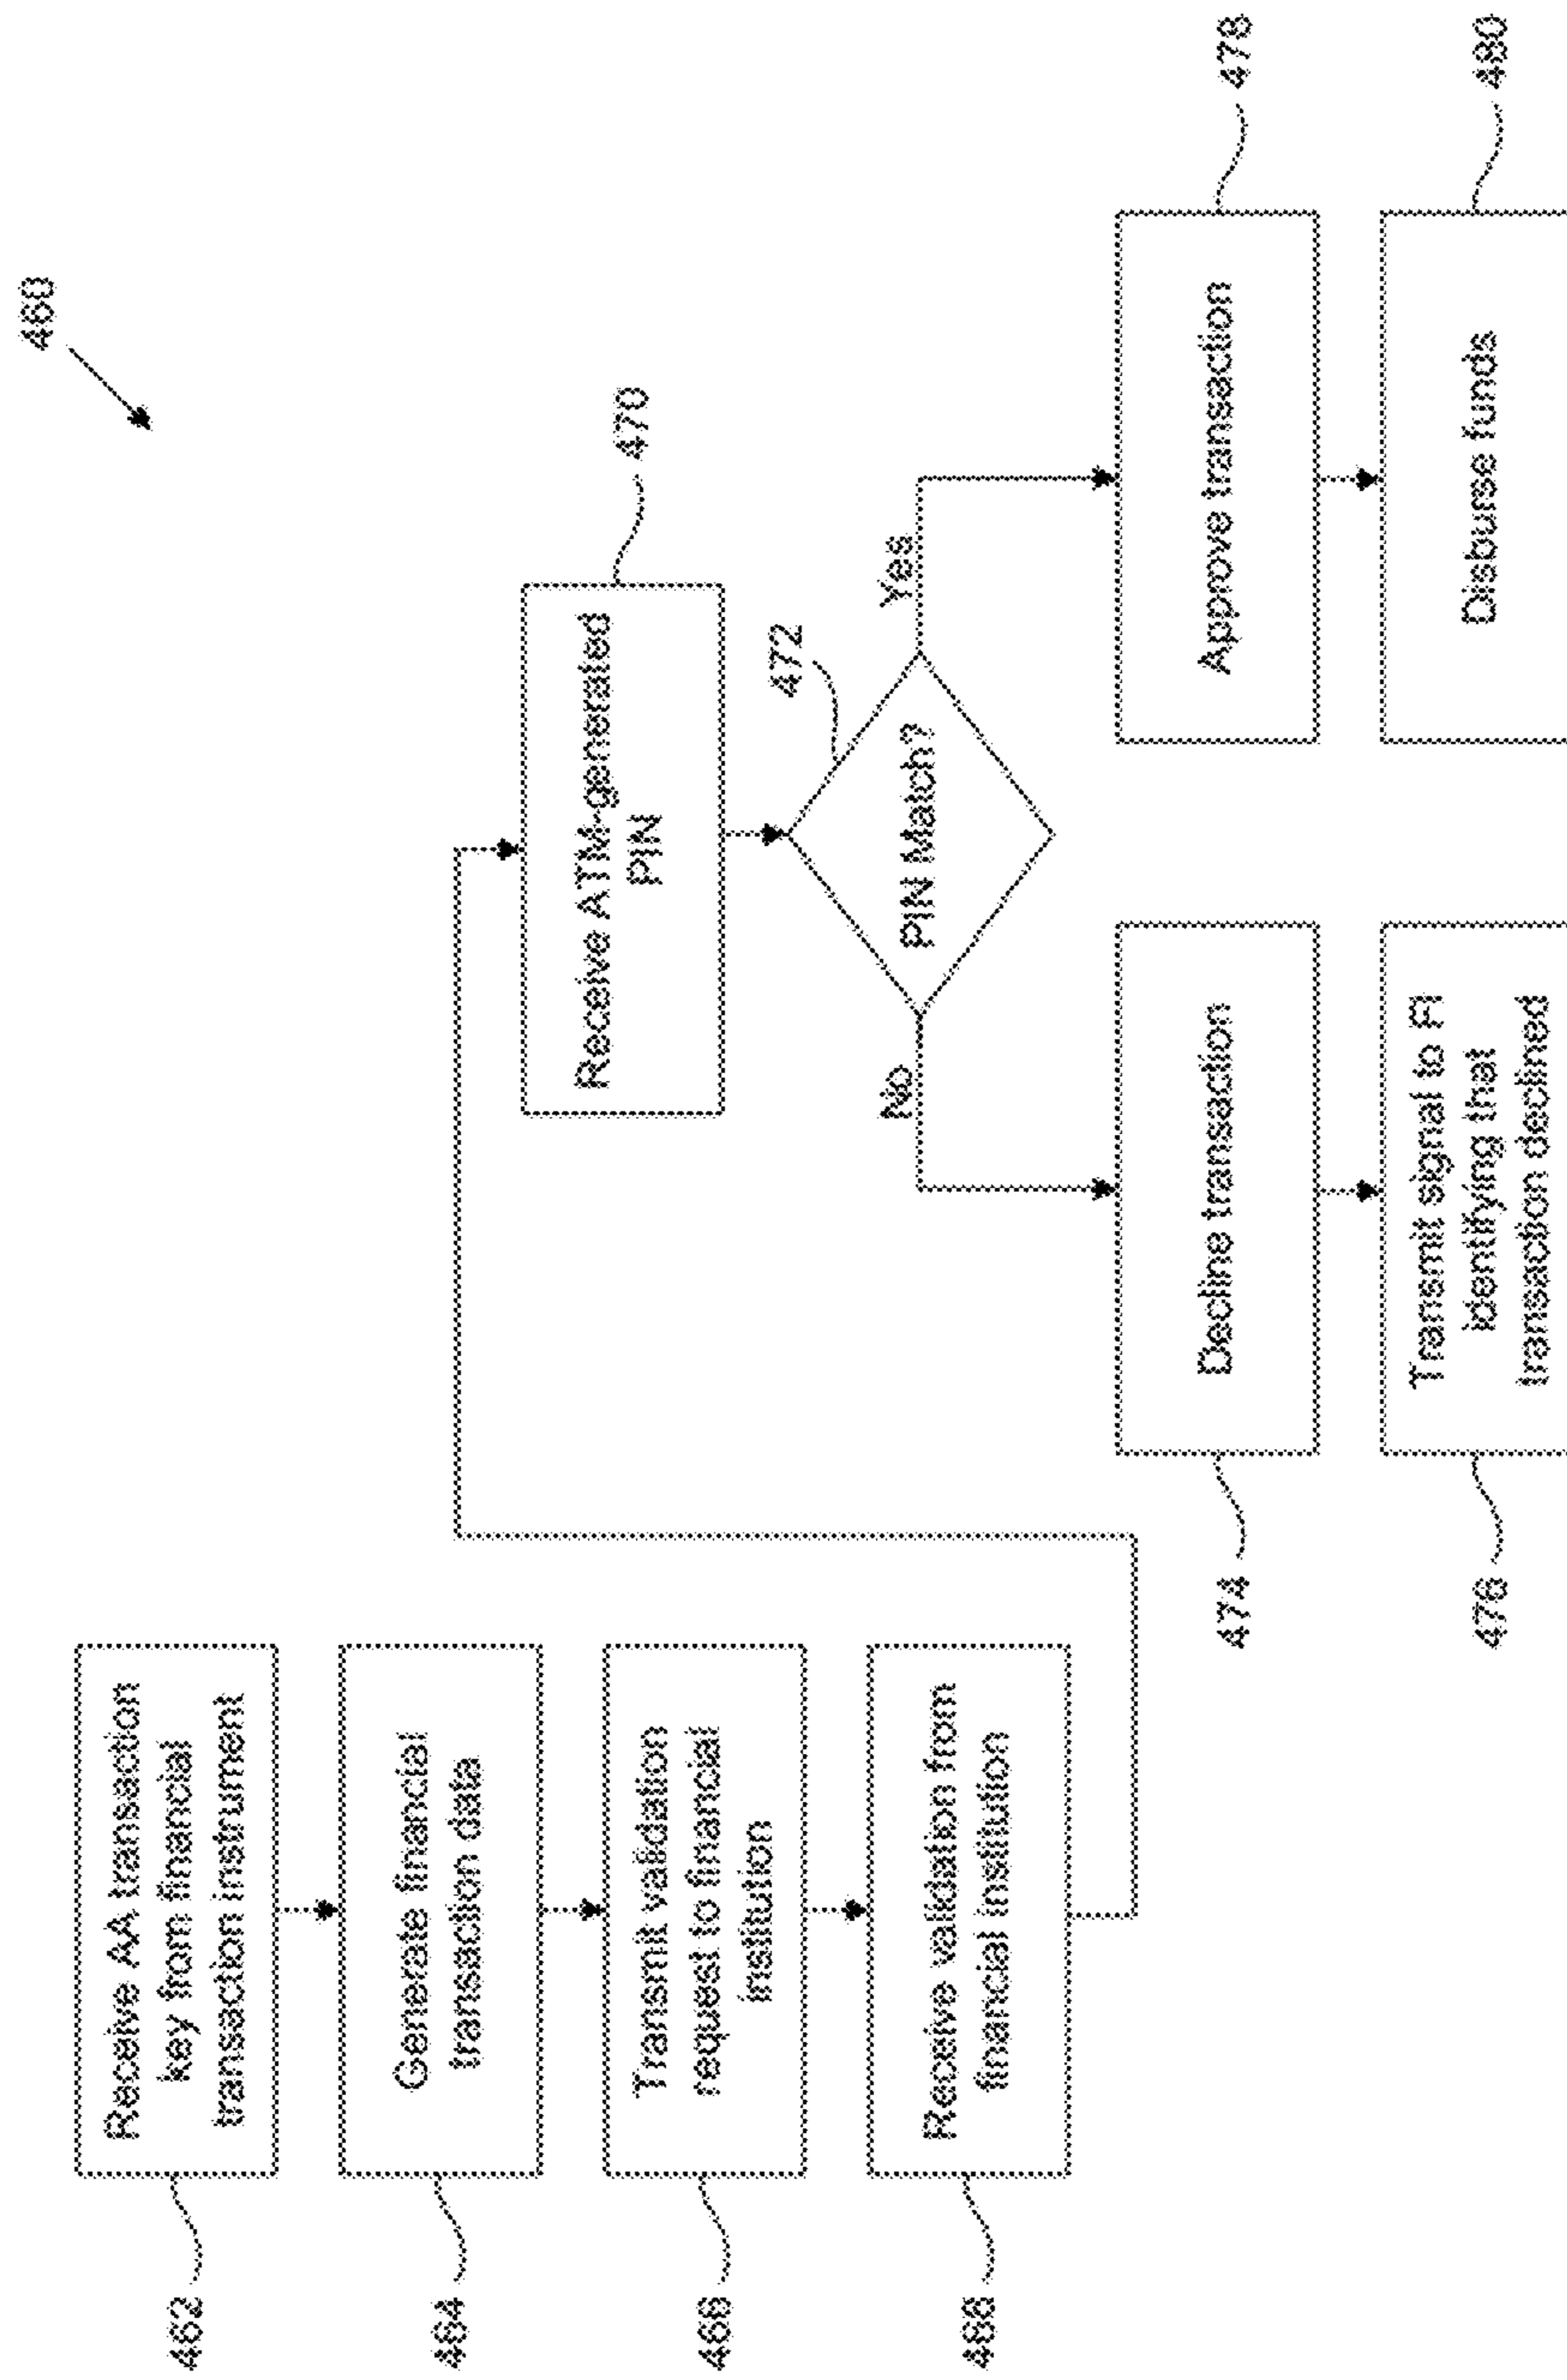 460
462
Receive AA transaction
key from financial
transaction instrument
464
Generate financial
transaction data
466
Transmit validation
request to financial
institution
468
Receive validation from
financial institution
Receive ATM-generated
PIN
470
472
PIN Match?
No
Yes
474
Decline transaction
476
Transmit signal to FI
identifying that
transaction declined
Approve transaction
478
Disburse funds
480